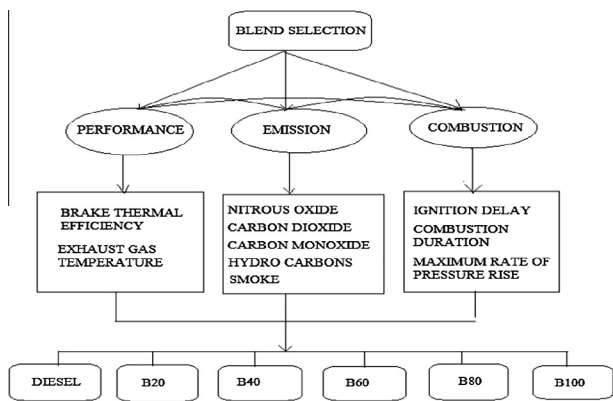 BLEND SELECTION
PERFORMANCE
EMISSION
COMBUSTION
BRAKE THERMAL
EFFICIENCY
EXHAUST GAS
TEMPERATURE
NITROUS OXIDE
CARBON DIOXIDE
CARBON MONOXIDE
HYDRO CARBONS
SMOKE
IGNITION DELAY
COMBUSTION
DURATION
MAXIMUM RATE OF
PRESSURE RISE
DIESEL
B20
B40
B60
B80
B100